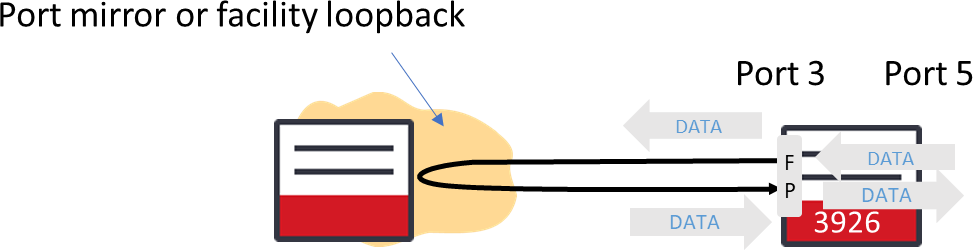 Port mirror or facility loopback
Port 3 Port 5
DATA
F DATA
P DATA
DATA
3926